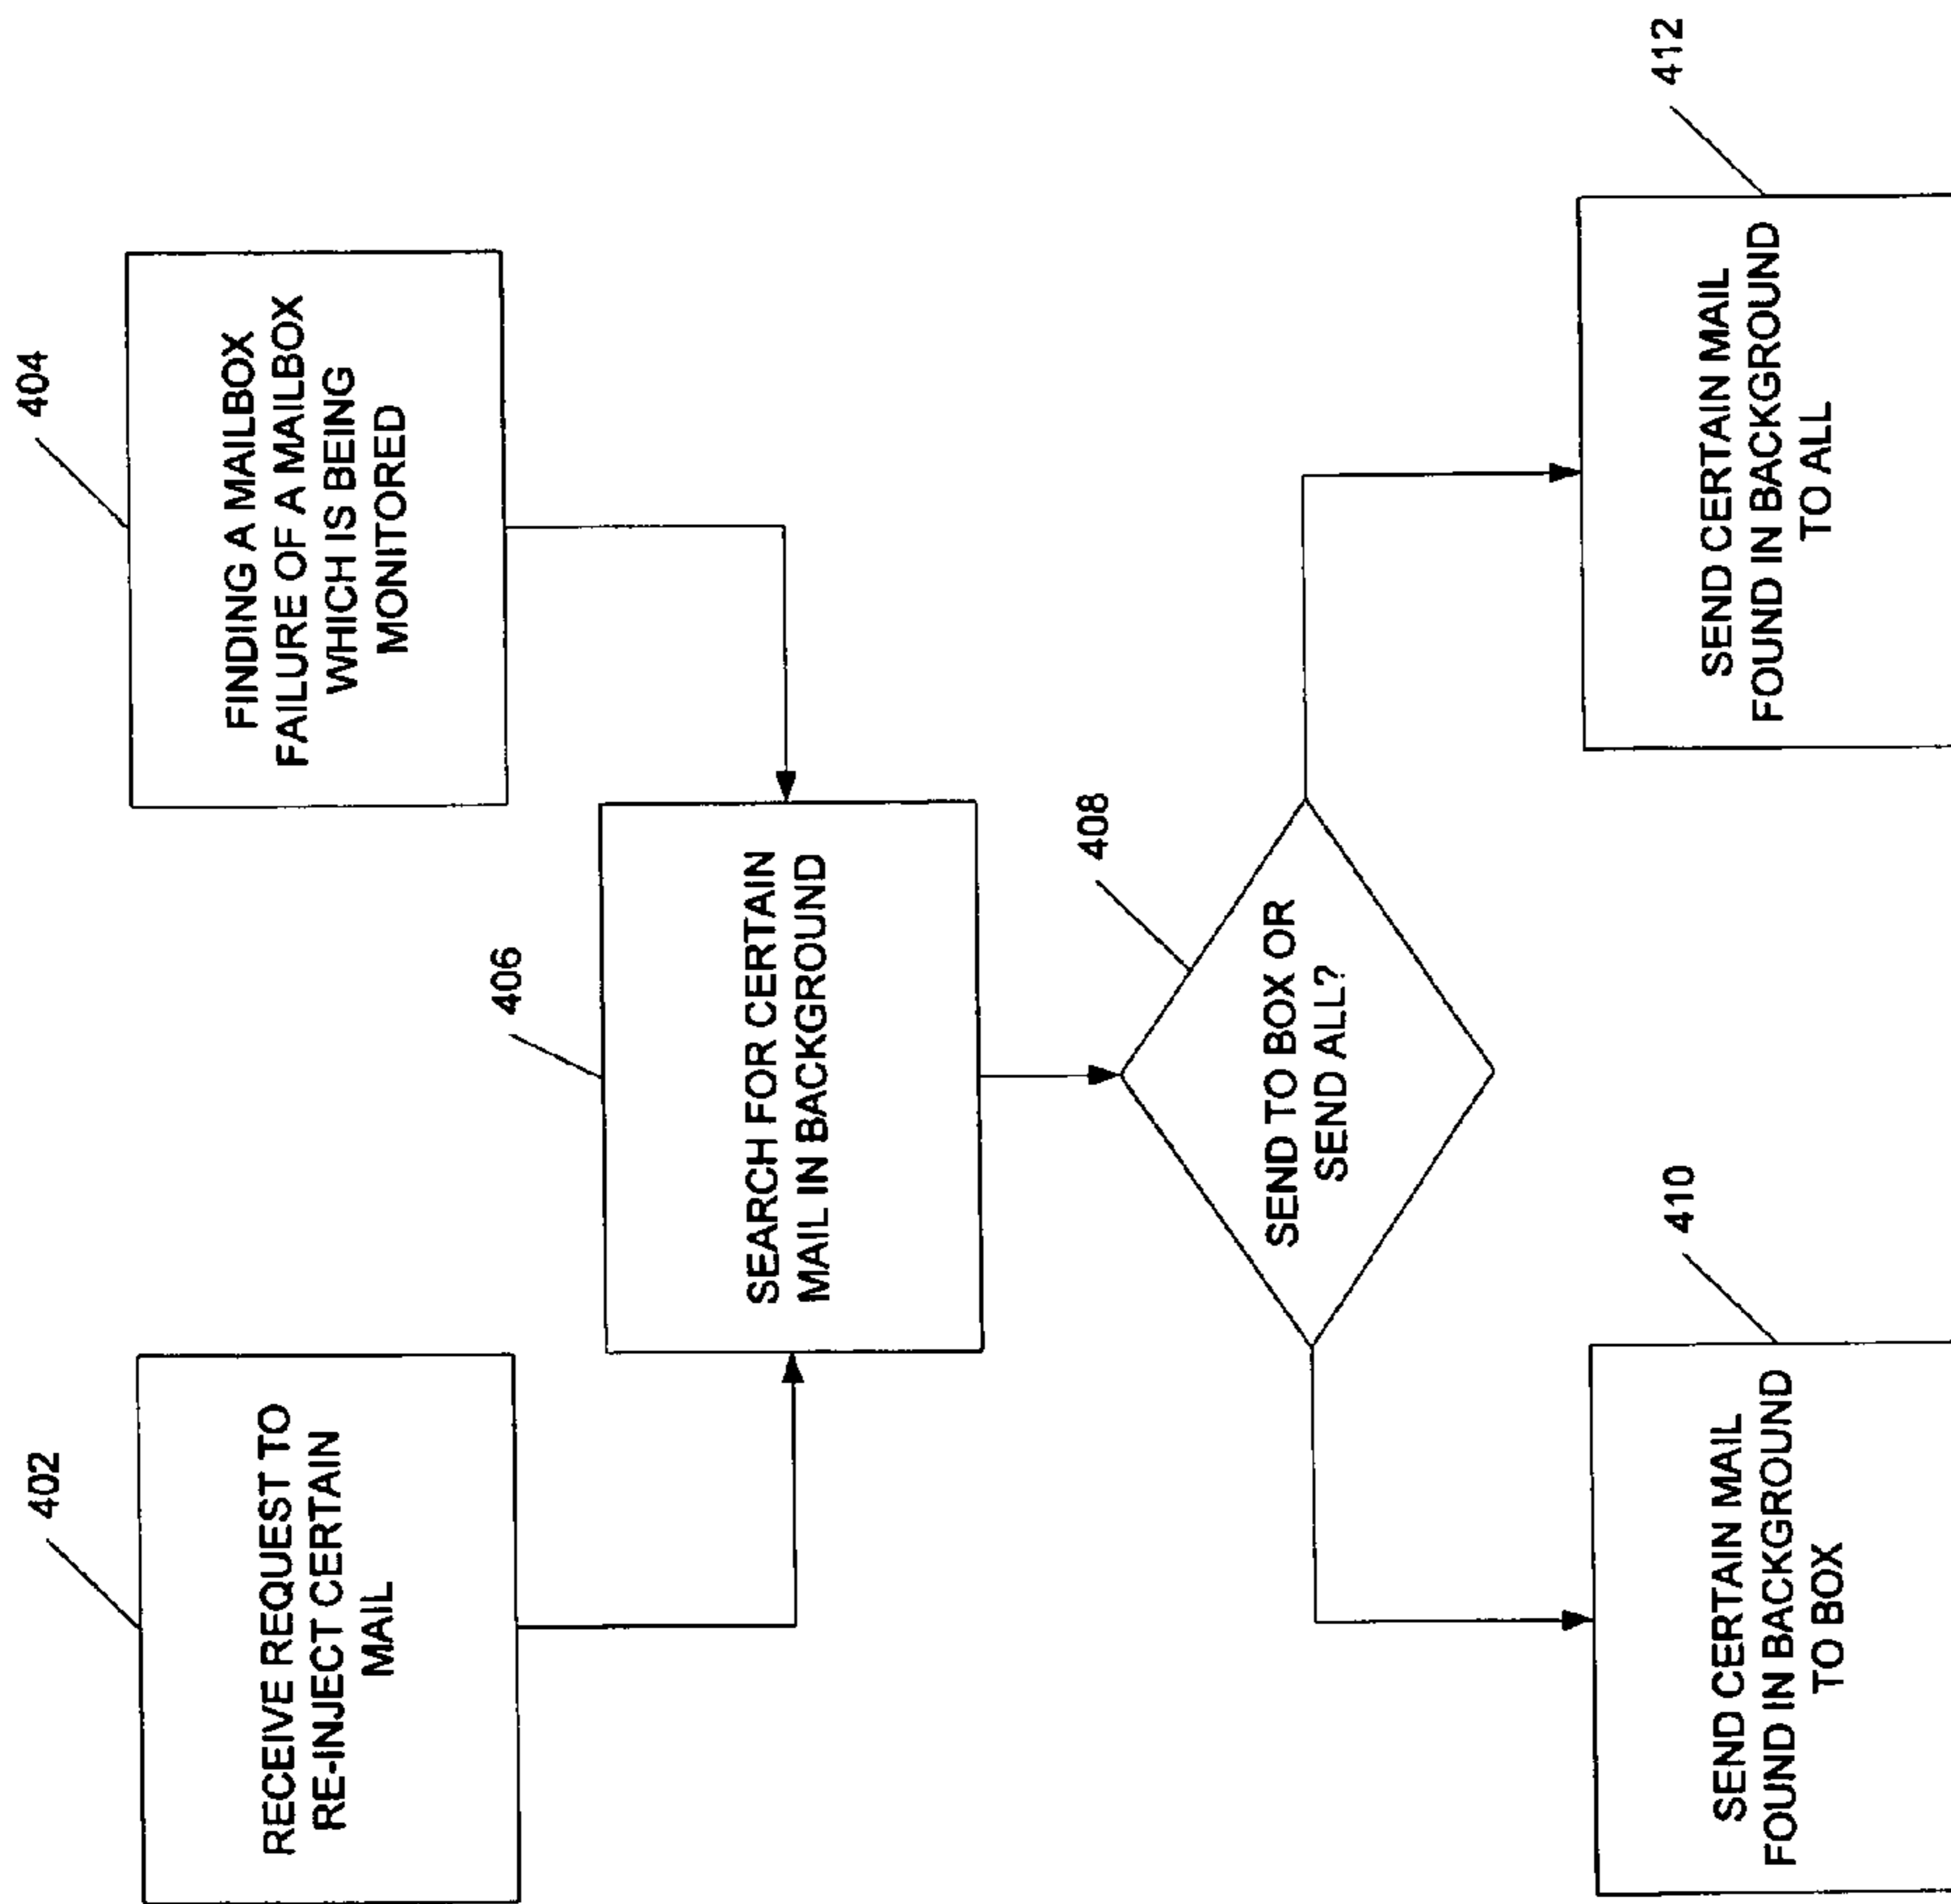 402
RECEIVE REQUEST TO
RE-INJECT CERTAIN
MAIL
404
FINDING A MAILBOX
FAILURE OF A MAILBOX
WHICH IS BEING
MONITORED
406
SEARCH FOR CERTAIN
MAIL IN BACKGROUND
408
SEND TO BOX OR
SEND ALL?
410
SEND CERTAIN MAIL
FOUND IN BACKGROUND
TO BOX
412
SEND CERTAIN MAIL
FOUND IN BACKGROUND
TO ALL